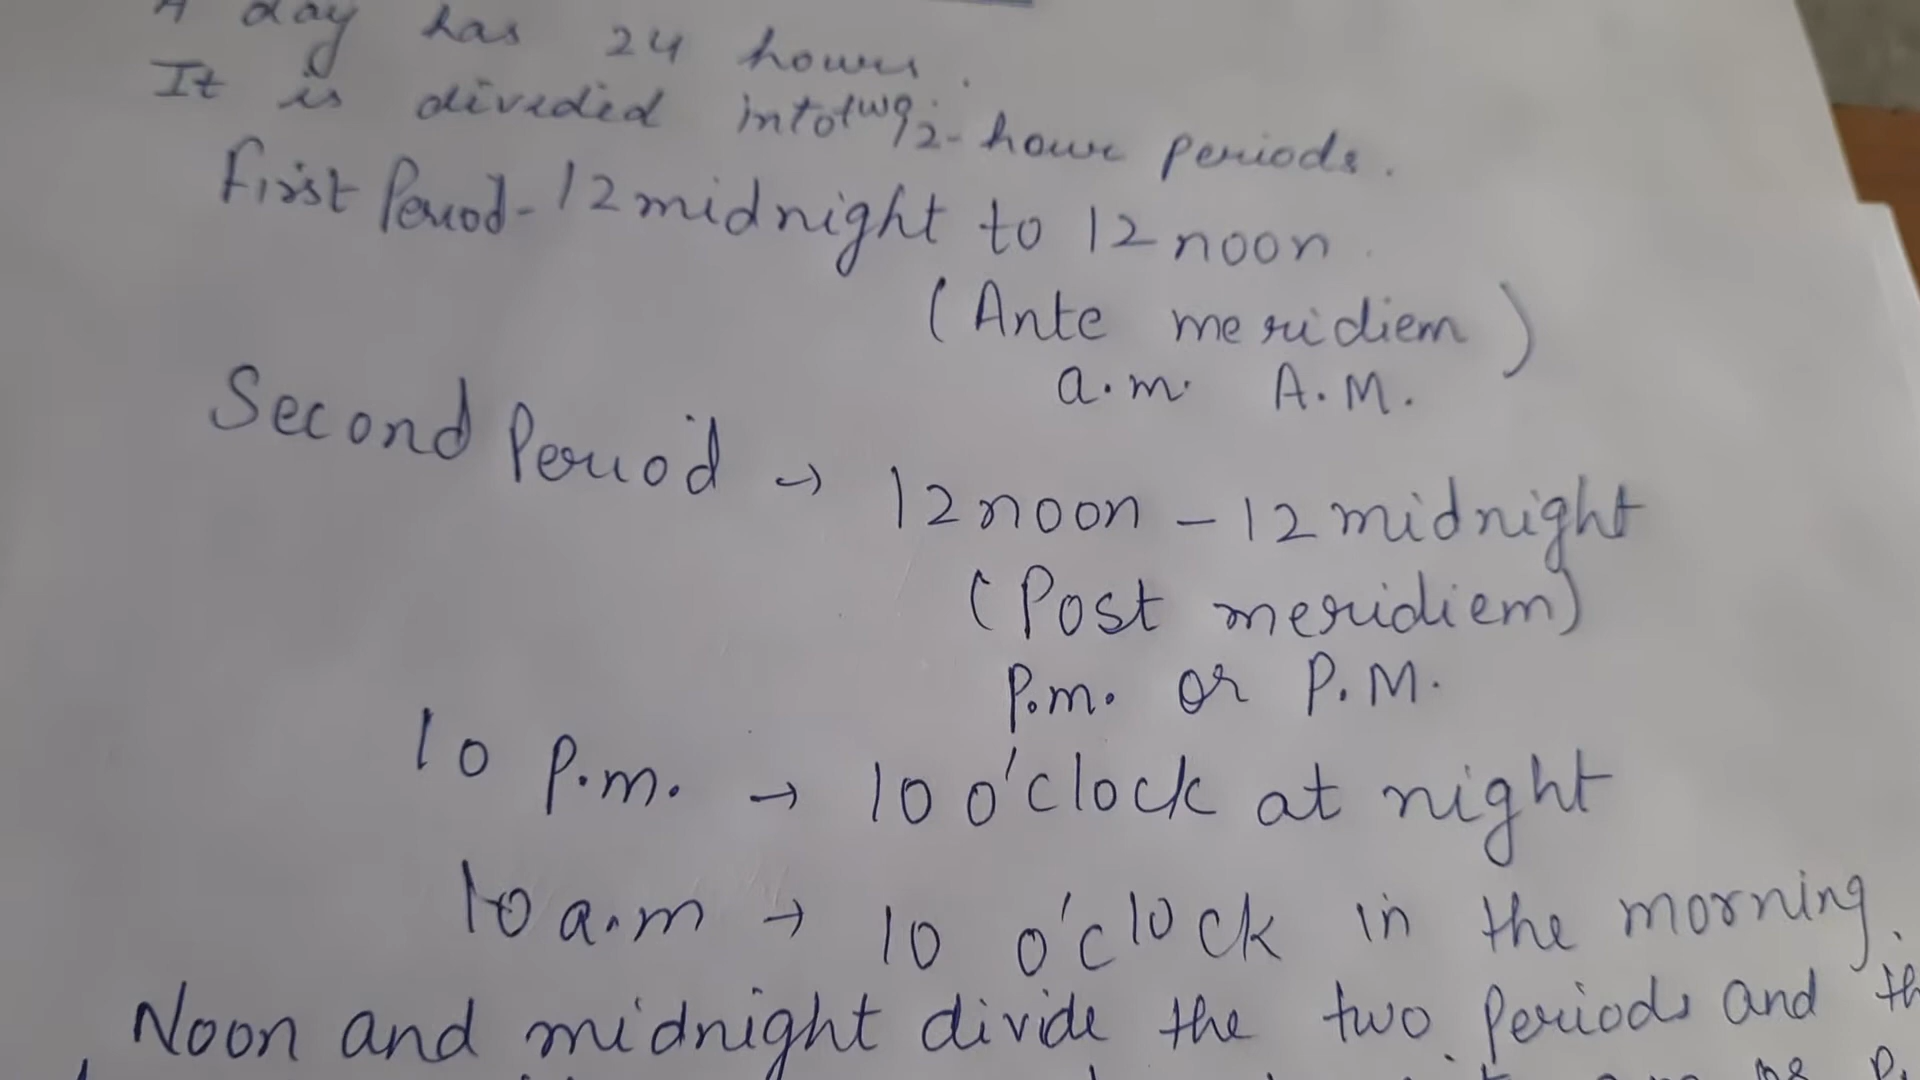 A day has 24 hours.
It is divided into two 12-hour periods.
First Period - 12 midnight to 12 noon
(Ante meridiem)
a.m. A.M.
Second Period → 12 noon - 12 midnight
(Post meridiem)
P.m. or P.M.
10 P.m. → 10 o'clock at night
10 a.m → 10 o'clock in the morning.
Noon and midnight divide the two periods and